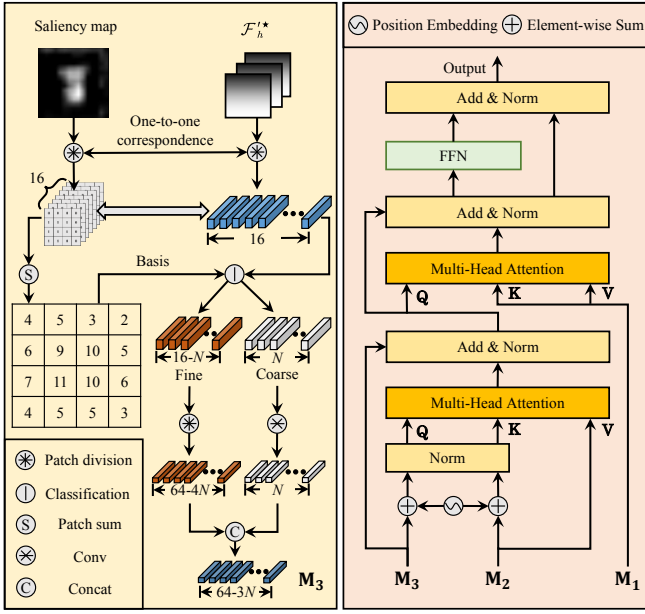 Saliency map
F_h'^★
One-to-one
correspondence
16
16
S
Basis
4 5 3 2
6 9 10 5
7 11 10 6
4 5 5 3
16-N
N
Fine
Coarse
64-4N
N
C
64-3N
M₃
Patch division
Classification
S Patch sum
Conv
C Concat
Position Embedding
Element-wise Sum
Output
Add & Norm
FFN
Add & Norm
Multi-Head Attention
Q K V
Add & Norm
Multi-Head Attention
Q K V
Norm
M₃ M₂ M₁